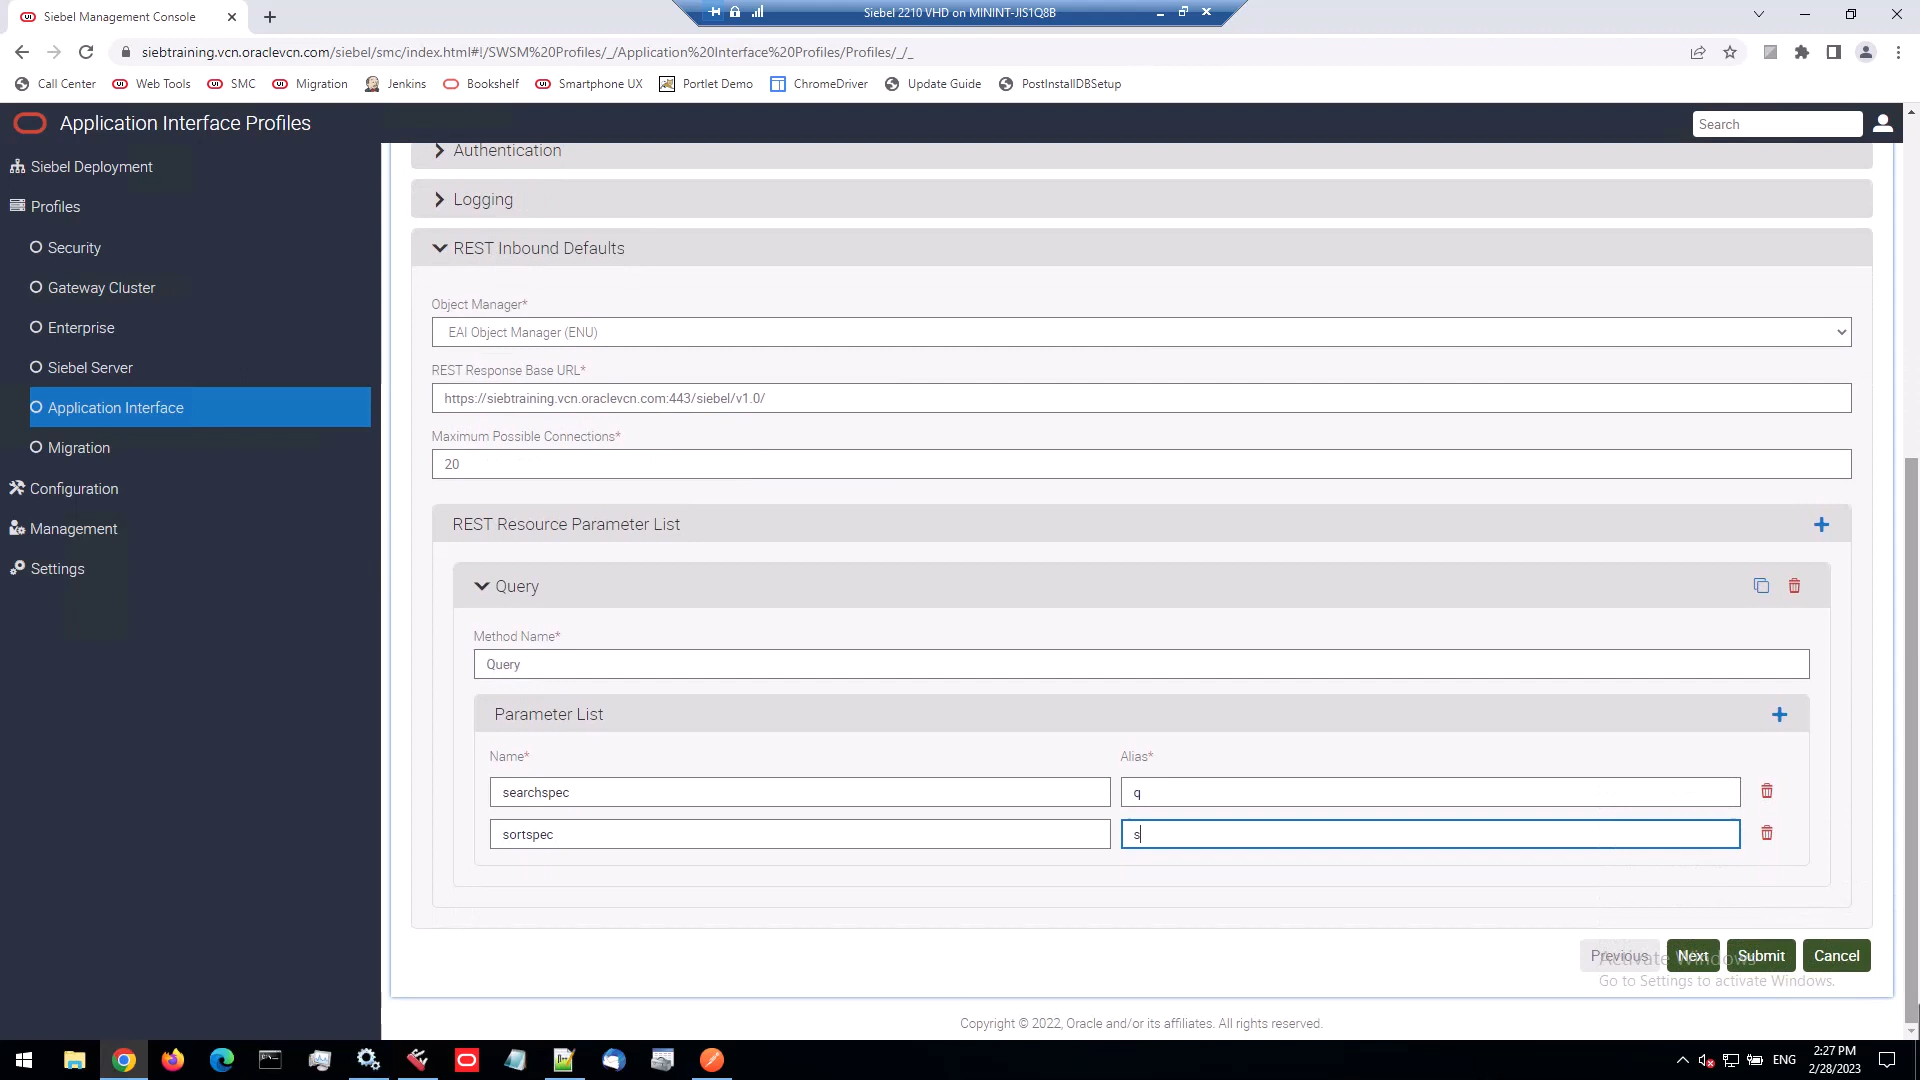 Siebel Management Console
Siebel 2210 VHD on MININT-JIS1Q8B
siebtraining.vcn.oraclevcn.com/siebel/smc/index.html#!/SWSM%20Profiles/_/Application%20Interface%20Profiles/Profiles/_/_
Call Center
Web Tools
SMC
Migration
Jenkins
Bookshelf
Smartphone UX
Portlet Demo
ChromeDriver
Update Guide
PostInstallDBSetup
Application Interface Profiles
Search
Siebel Deployment
Profiles
Security
Gateway Cluster
Enterprise
Siebel Server
Application Interface
Migration
Configuration
Management
Settings
Authentication
Logging
REST Inbound Defaults
Object Manager*
EAI Object Manager (ENU)
REST Response Base URL*
https://siebtraining.vcn.oraclevcn.com:443/siebel/v1.0/
Maximum Possible Connections*
20
REST Resource Parameter List
Query
Method Name*
Query
Parameter List
Name*
Alias*
searchspec
q
sortspec
s
Previous
Next
Submit
Cancel
Activate Windows
Go to Settings to activate Windows.
Copyright © 2022, Oracle and/or its affiliates. All rights reserved.
ENG
2:27 PM
2/28/2023